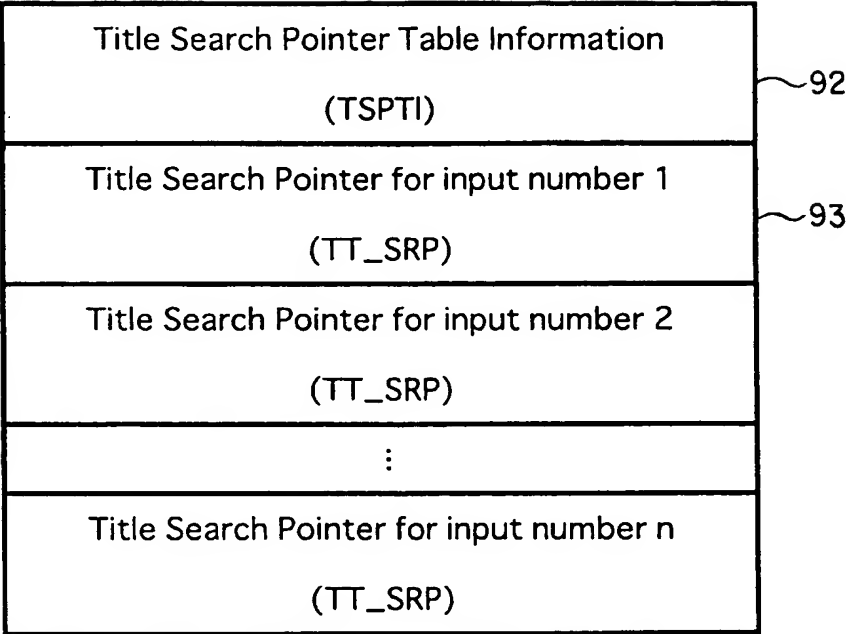 Title Search Pointer Table Information
(TSPTI)
92
Title Search Pointer for input number 1
(TT_SRP)
93
Title Search Pointer for input number 2
(TT_SRP)
⋮
Title Search Pointer for input number n
(TT_SRP)